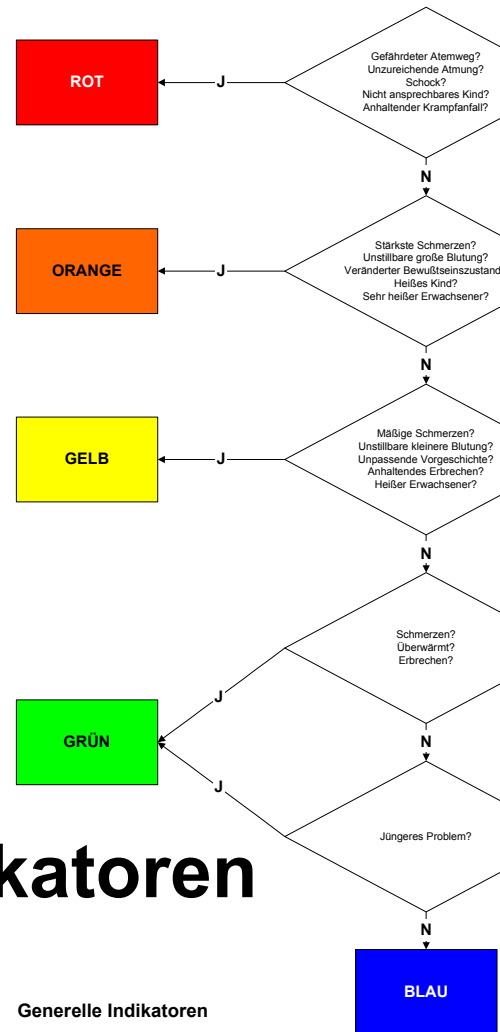 Gefährdeter Atemweg?
Unzureichende Atmung?
Schock?
Nicht ansprechbares Kind?
Anhaltender Krampfanfall?
ROT
J
N
Stärkste Schmerzen?
Unstillbare große Blutung?
Veränderter Bewußtseinszustand
Heißes Kind?
Sehr heißer Erwachsener?
ORANGE
J
N
Mäßige Schmerzen?
Unstillbare kleinere Blutung?
Unpassende Vorgeschichte?
Anhaltendes Erbrechen?
Heißer Erwachsener?
GELB
J
N
Schmerzen?
Überwärmt?
Erbrechen?
J
GRÜN
N
J
Jüngeres Problem?
katoren
N
BLAU
Generelle Indikatoren